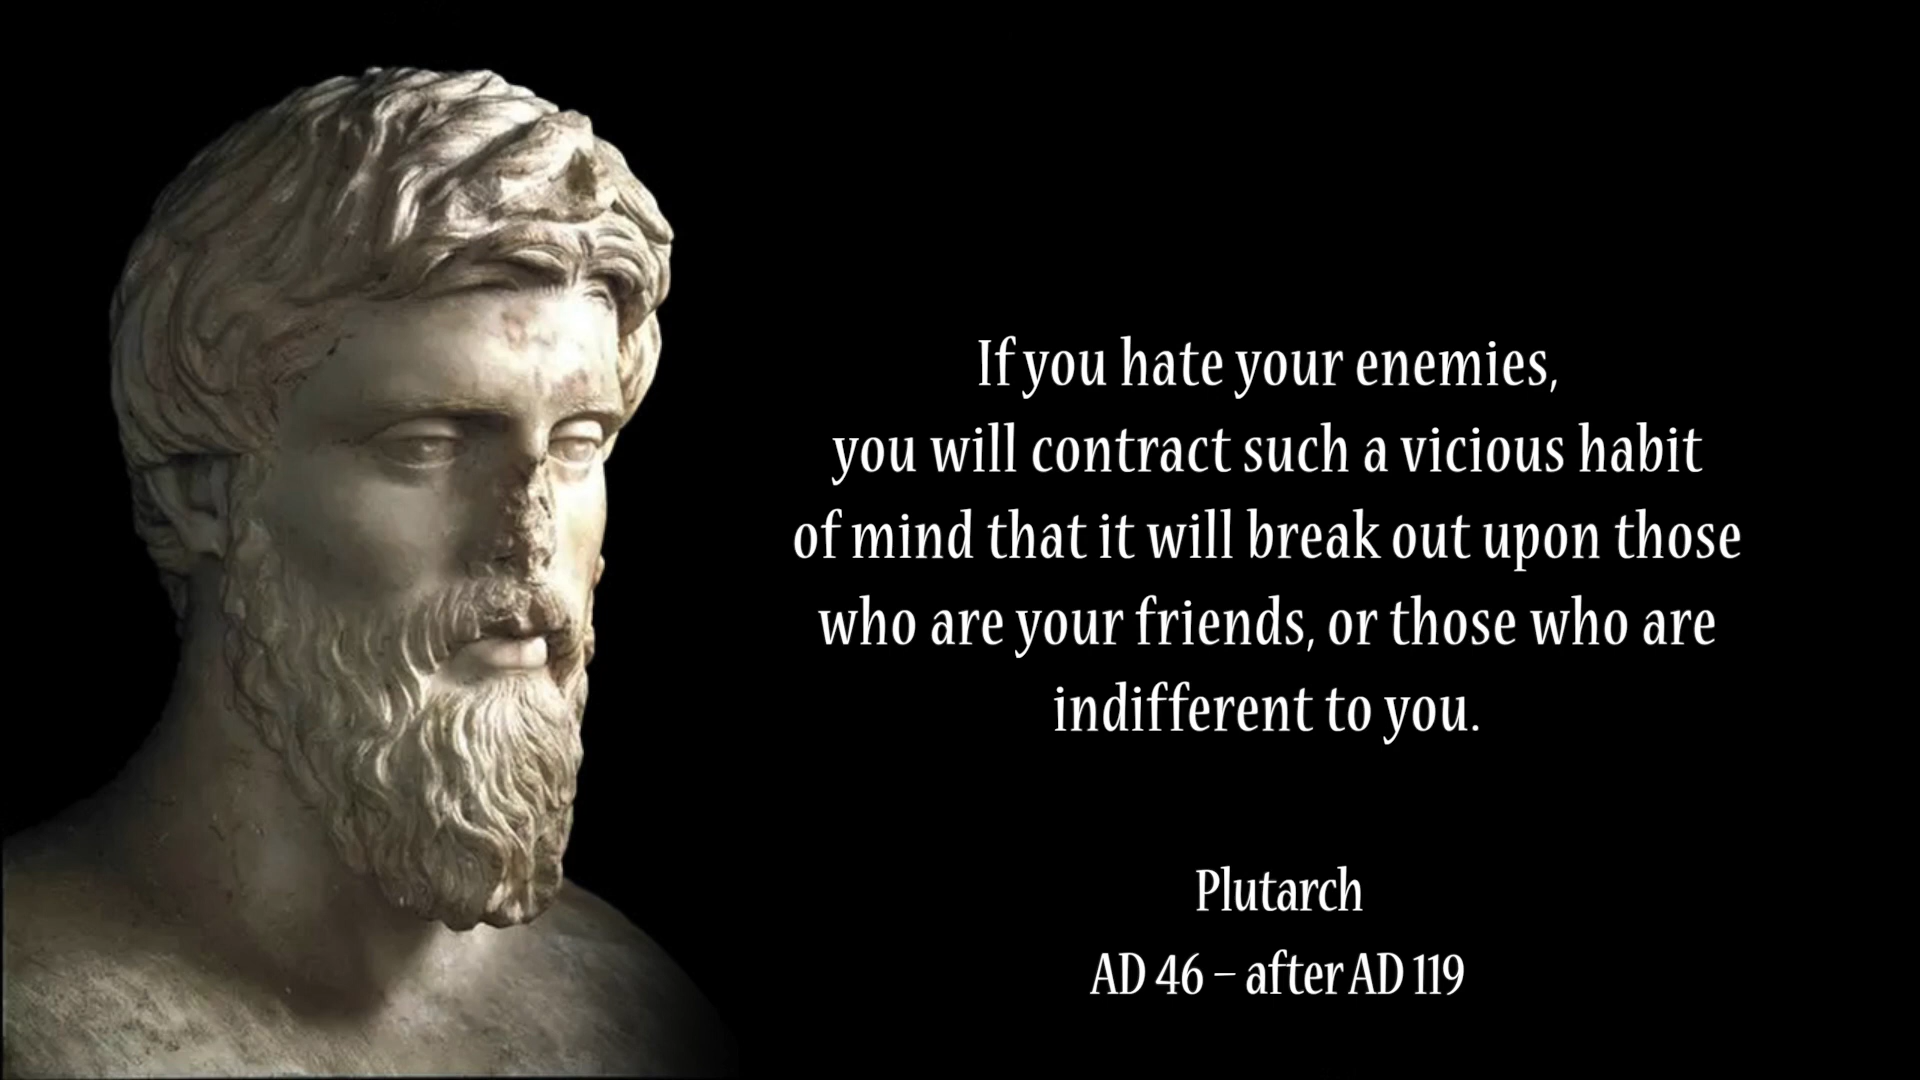 If you hate your enemies,
you will contract such a vicious habit
of mind that it will break out upon those
who are your friends, or those who are
indifferent to you.
Plutarch
AD 46 – after AD 119